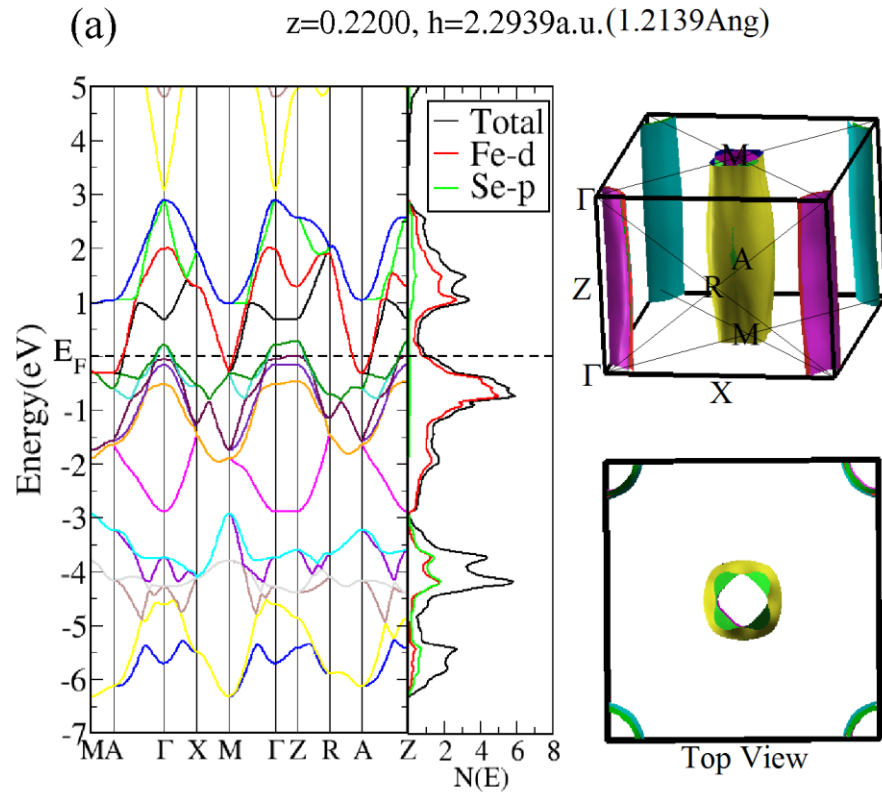 (a)
z=0.2200, h=2.2939a.u.(1.2139Ang)
5
4
3
2
1
E_F
-1
-2
-3
-4
-5
-6
-7
Energy(eV)
M A Γ X M Γ Z R A Z
Total
Fe-d
Se-p
2 4 6 8
N(E)
M
Γ
A
Z
R
M
Γ
X
Top View